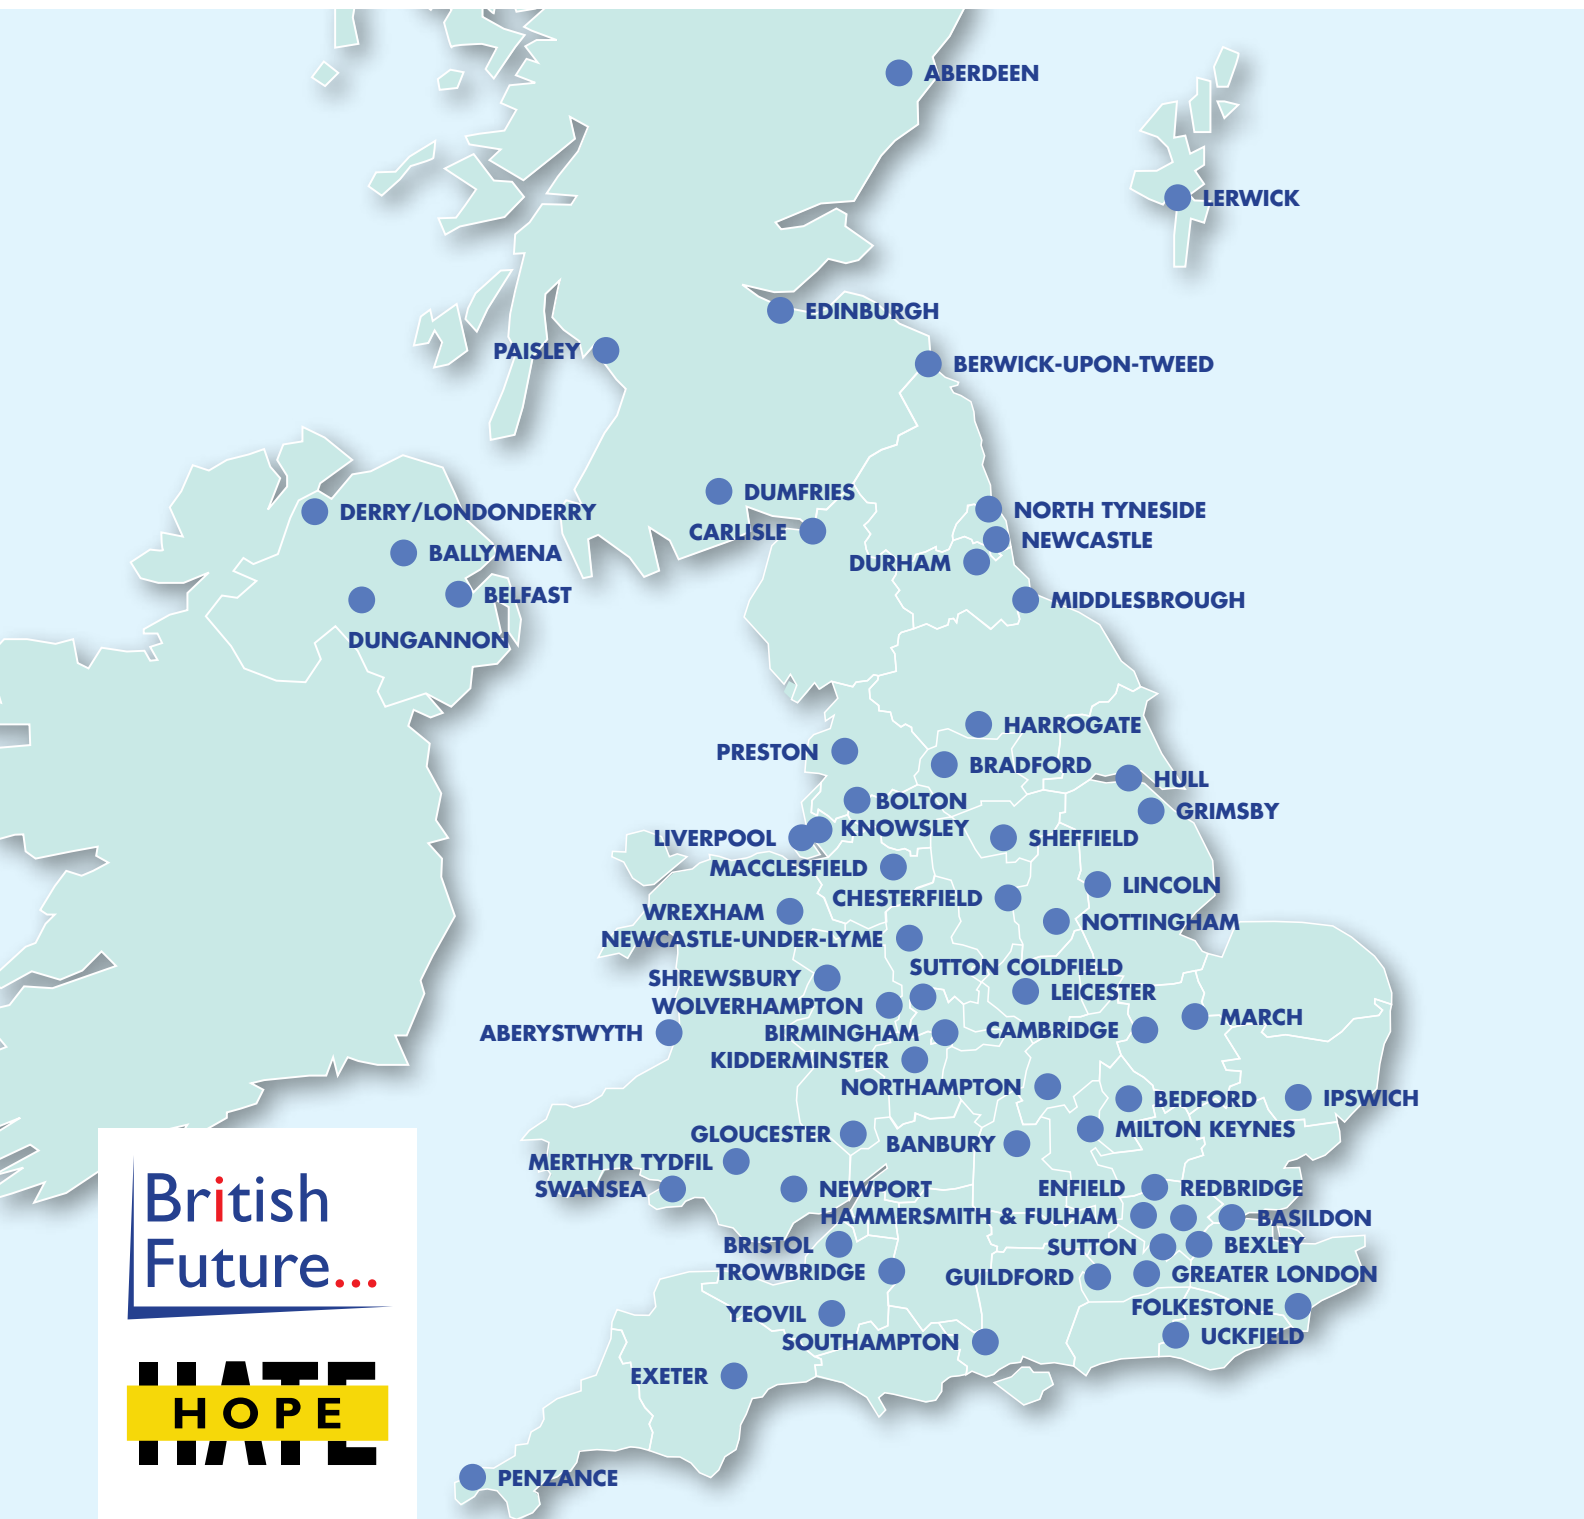 ABERDEEN
LERWICK
EDINBURGH
PAISLEY
BERWICK-UPON-TWEED
DUMFRIES
DERRY/LONDONDERRY
NORTH TYNESIDE
CARLISLE
NEWCASTLE
BALLYMENA
DURHAM
BELFAST
MIDDLESBROUGH
DUNGANNON
HARROGATE
PRESTON
BRADFORD
HULL
BOLTON
GRIMSBY
KNOWSLEY
LIVERPOOL
SHEFFIELD
MACCLESFIELD
LINCOLN
CHESTERFIELD
WREXHAM
NOTTINGHAM
NEWCASTLE-UNDER-LYME
SUTTON COLDFIELD
SHREWSBURY
LEICESTER
WOLVERHAMPTON
MARCH
ABERYSTWYTH
BIRMINGHAM
CAMBRIDGE
KIDDERMINSTER
NORTHAMPTON
BEDFORD
IPSWICH
GLOUCESTER
MILTON KEYNES
BANBURY
MERTHYR TYDFIL
SWANSEA
NEWPORT
ENFIELD
REDBRIDGE
HAMMERSMITH & FULHAM
BASILDON
BRISTOL
SUTTON
BEXLEY
TROWBRIDGE
GUILDFORD
GREATER LONDON
FOLKESTONE
YEOVIL
UCKFIELD
SOUTHAMPTON
EXETER
PENZANCE
British
Future...
HATE
HOPE